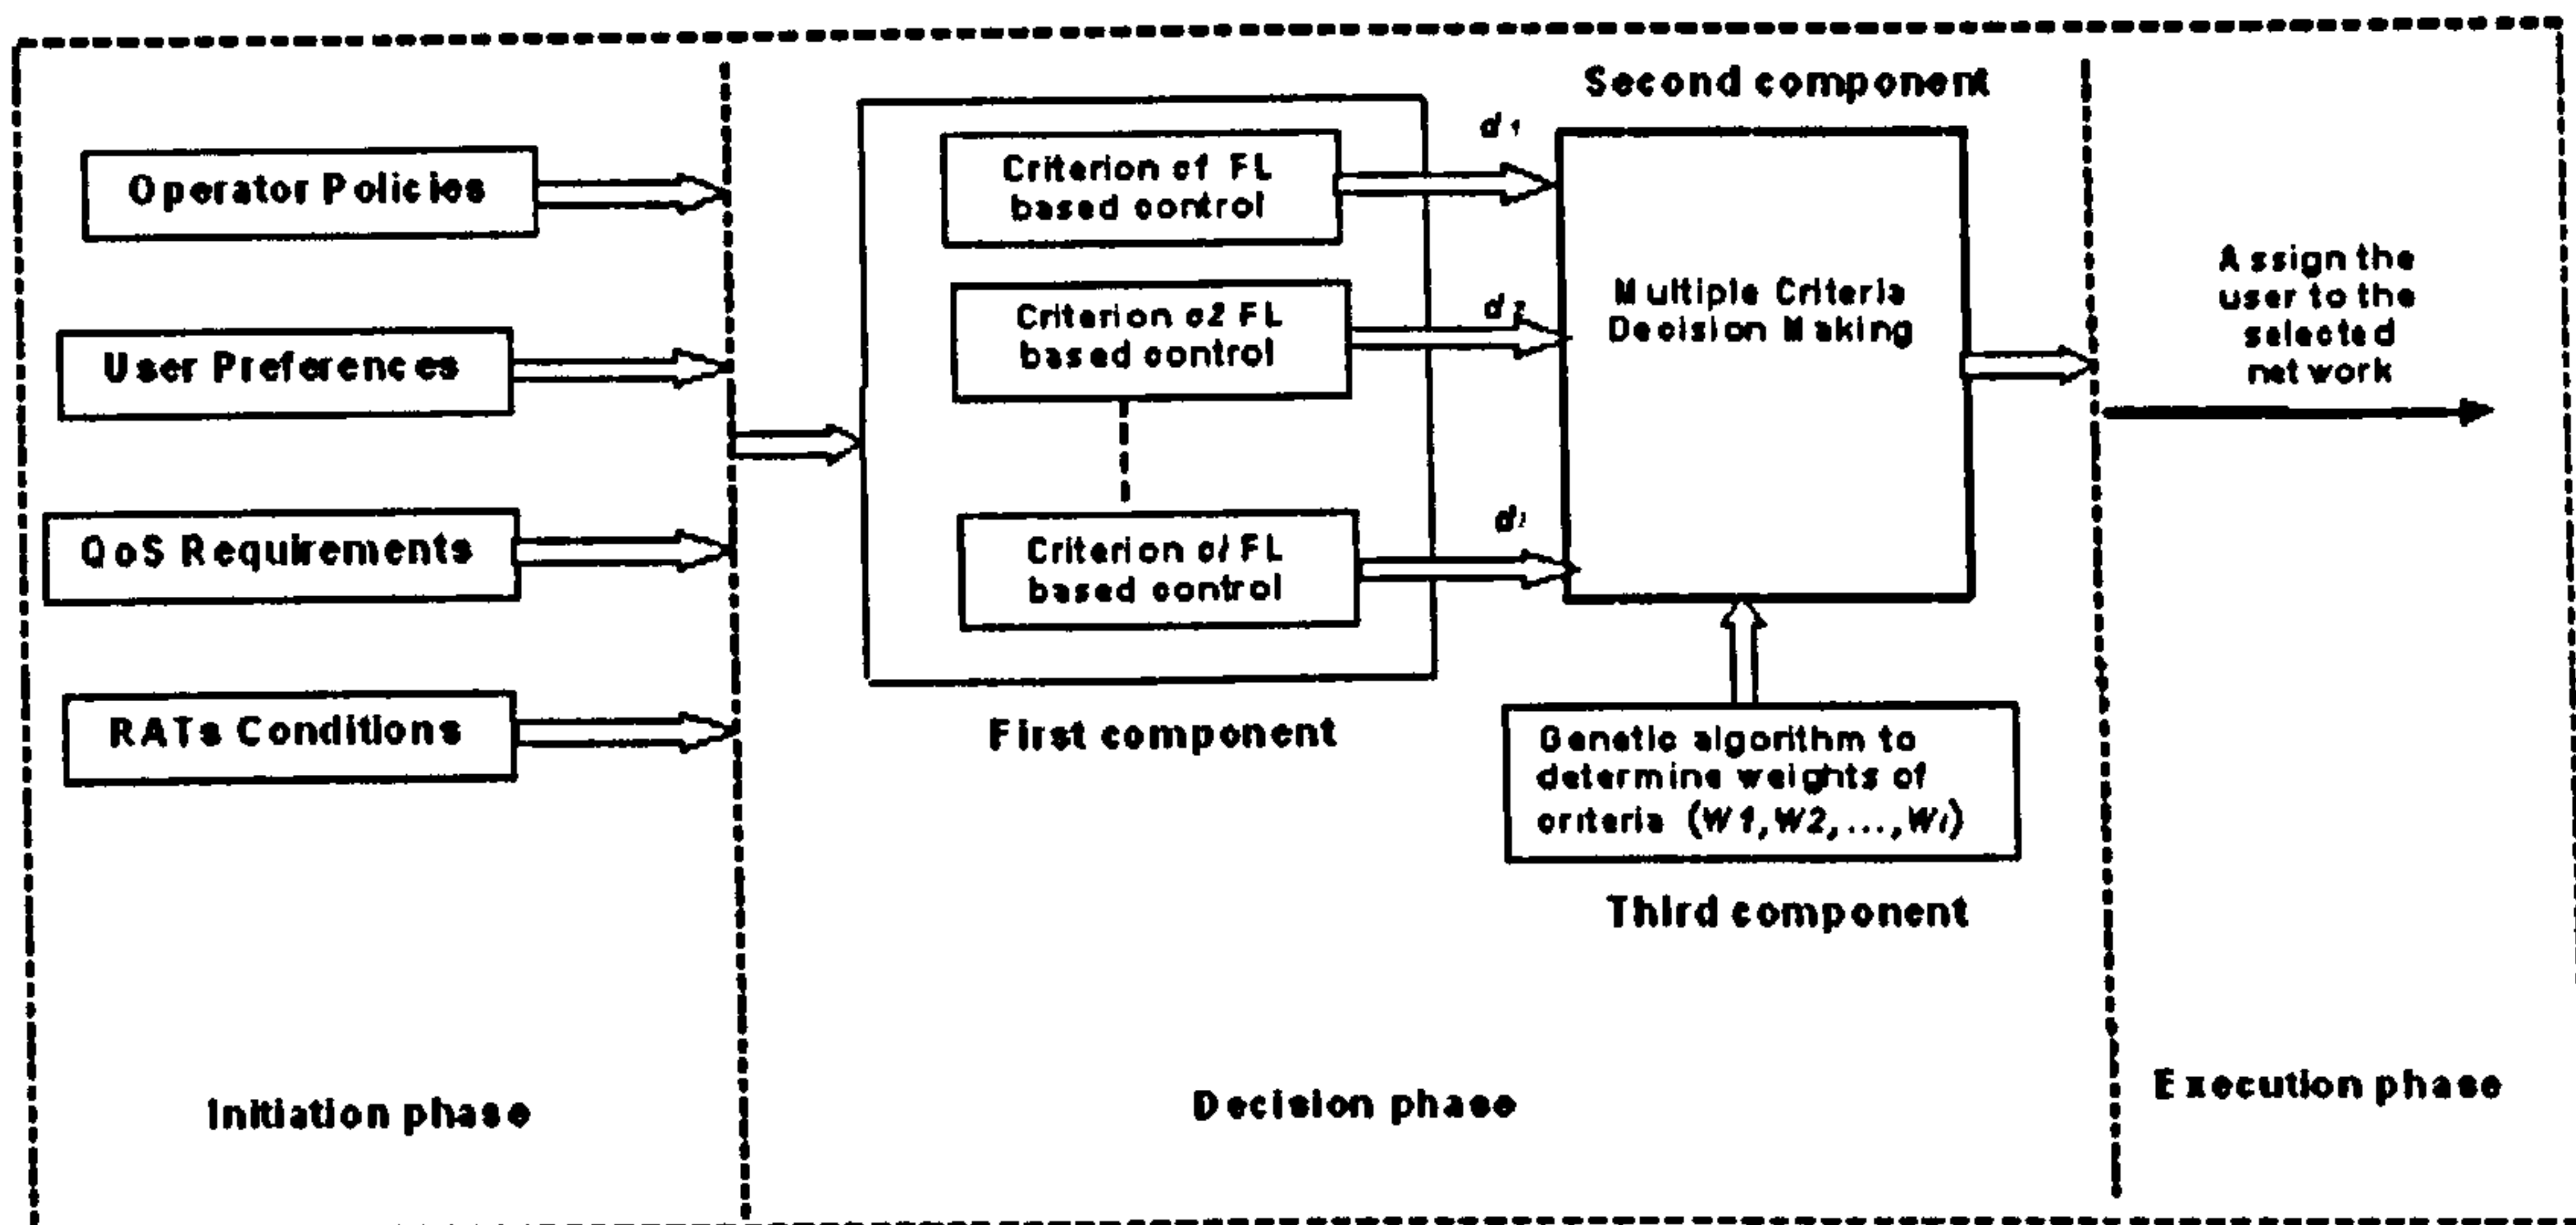 Operator Policies
User Preferences
QoS Requirements
RATs Conditions
Initiation phase
Criterion c1 FL
based control
Criterion c2 FL
based control
Criterion ci FL
based control
First component
d1
d2
di
Second component
Multiple Criteria
Decision Making
Genetic algorithm to
determine weights of
criteria (W1,W2,...,Wi)
Third component
Decision phase
Assign the
user to the
selected
network
Execution phase